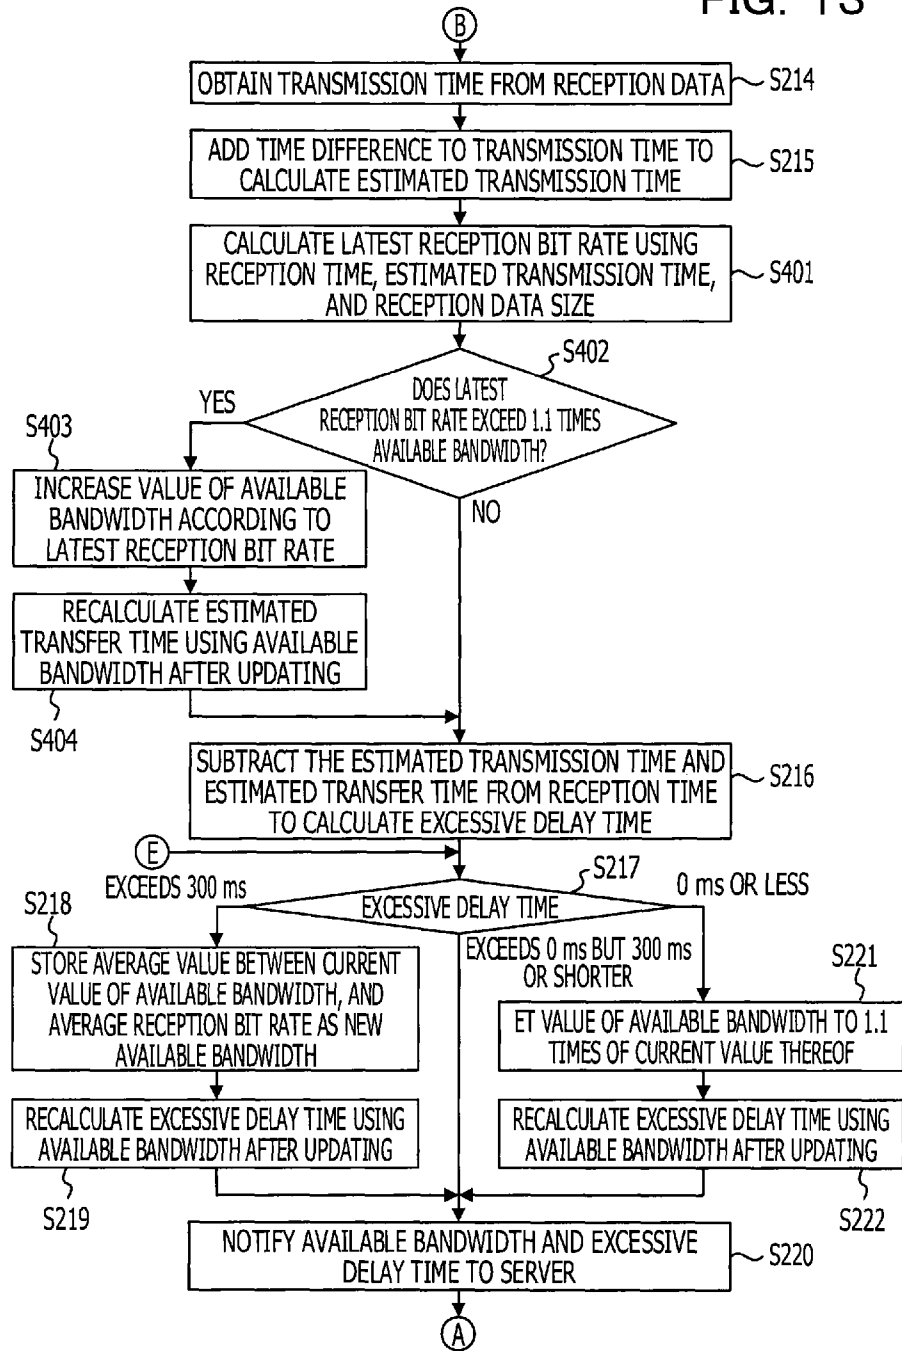 FIG. 13
B
OBTAIN TRANSMISSION TIME FROM RECEPTION DATA
S214
ADD TIME DIFFERENCE TO TRANSMISSION TIME TO
CALCULATE ESTIMATED TRANSMISSION TIME
S215
CALCULATE LATEST RECEPTION BIT RATE USING
RECEPTION TIME, ESTIMATED TRANSMISSION TIME,
AND RECEPTION DATA SIZE
S401
S402
DOES LATEST
RECEPTION BIT RATE EXCEED 1.1 TIMES
AVAILABLE BANDWIDTH?
YES
NO
S403
INCREASE VALUE OF AVAILABLE
BANDWIDTH ACCORDING TO
LATEST RECEPTION BIT RATE
RECALCULATE ESTIMATED
TRANSFER TIME USING AVAILABLE
BANDWIDTH AFTER UPDATING
S404
SUBTRACT THE ESTIMATED TRANSMISSION TIME AND
ESTIMATED TRANSFER TIME FROM RECEPTION TIME
TO CALCULATE EXCESSIVE DELAY TIME
S216
E
S217
EXCESSIVE DELAY TIME
EXCEEDS 300 ms
0 ms OR LESS
EXCEEDS 0 ms BUT 300 ms
OR SHORTER
S218
STORE AVERAGE VALUE BETWEEN CURRENT
VALUE OF AVAILABLE BANDWIDTH, AND
AVERAGE RECEPTION BIT RATE AS NEW
AVAILABLE BANDWIDTH
S221
ET VALUE OF AVAILABLE BANDWIDTH TO 1.1
TIMES OF CURRENT VALUE THEREOF
RECALCULATE EXCESSIVE DELAY TIME USING
AVAILABLE BANDWIDTH AFTER UPDATING
S219
RECALCULATE EXCESSIVE DELAY TIME USING
AVAILABLE BANDWIDTH AFTER UPDATING
S222
NOTIFY AVAILABLE BANDWIDTH AND EXCESSIVE
DELAY TIME TO SERVER
S220
A